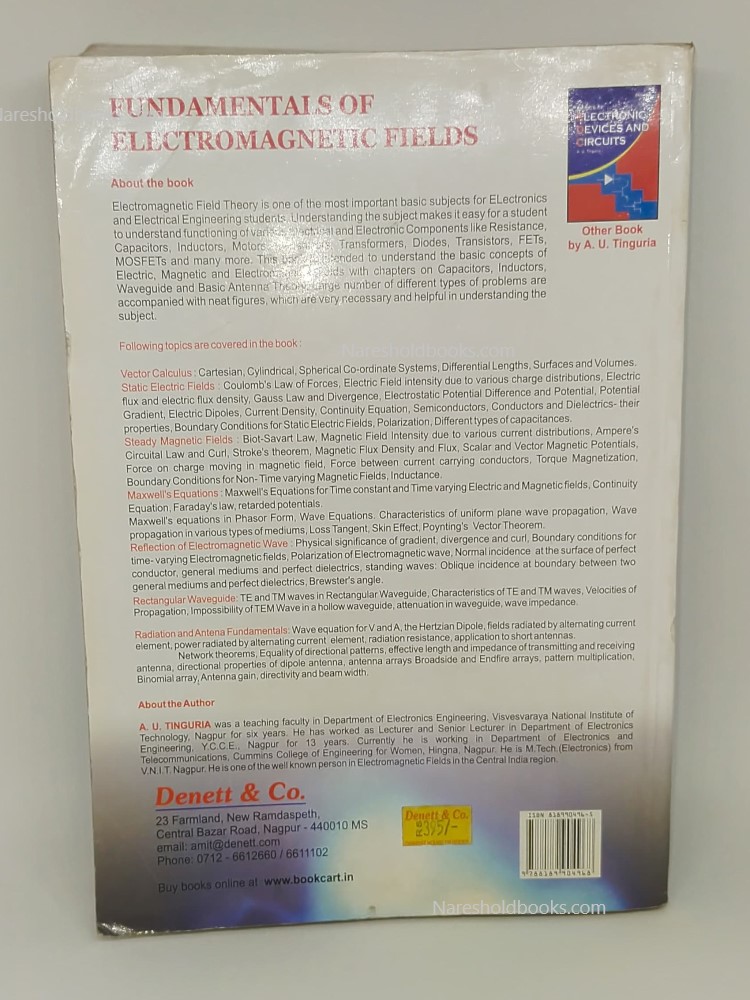 FUNDAMENTALS OF
ELECTROMAGNETIC FIELDS
ELECTRONIC
DEVICES AND
CIRCUITS
Other Book
by A. U. Tinguria
About the book
Electromagnetic Field Theory is one of the most important basic subjects for ELectronics
and Electrical Engineering students. Understanding the subject makes it easy for a student
to understand functioning of various Electrical and Electronic Components like Resistance,
Capacitors, Inductors, Motors, Transformers, Diodes, Transistors, FETs,
MOSFETs and many more. This book is intended to understand the basic concepts of
Electric, Magnetic and Electromagnetic Fields with chapters on Capacitors, Inductors,
Waveguide and Basic Antenna Theory. Large number of different types of problems are
accompanied with neat figures, which are very necessary and helpful in understanding the
subject.
Following topics are covered in the book :
Naresholdbooks.com
Vector Calculus : Cartesian, Cylindrical, Spherical Co-ordinate Systems, Differential Lengths, Surfaces and Volumes.
Static Electric Fields : Coulomb's Law of Forces, Electric Field intensity due to various charge distributions, Electric
flux and electric flux density, Gauss Law and Divergence, Electrostatic Potential Difference and Potential, Potential
Gradient, Electric Dipoles, Current Density, Continuity Equation, Semiconductors, Conductors and Dielectrics- their
properties, Boundary Conditions for Static Electric Fields, Polarization, Different types of capacitances.
Steady Magnetic Fields : Biot-Savart Law, Magnetic Field Intensity due to various current distributions, Ampere's
Circuital Law and Curl, Stroke's theorem, Magnetic Flux Density and Flux, Scalar and Vector Magnetic Potentials,
Force on charge moving in magnetic field, Force between current carrying conductors, Torque Magnetization,
Boundary Conditions for Non- Time varying Magnetic Fields, Inductance.
Maxwell's Equations : Maxwell's Equations for Time constant and Time varying Electric and Magnetic fields, Continuity
Equation, Faraday's law, retarded potentials.
Maxwell's equations in Phasor Form, Wave Equations. Characteristics of uniform plane wave propagation, Wave
propagation in various types of mediums, Loss Tangent, Skin Effect, Poynting's Vector Theorem.
Reflection of Electromagnetic Wave : Physical significance of gradient, divergence and curl, Boundary conditions for
time- varying Electromagnetic fields, Polarization of Electromagnetic wave, Normal incidence at the surface of perfect
conductor, general mediums and perfect dielectrics, standing waves: Oblique incidence at boundary between two
general mediums and perfect dielectrics, Brewster's angle.
Rectangular Waveguide: TE and TM waves in Rectangular Waveguide, Characteristics of TE and TM waves, Velocities of
Propagation, Impossibility of TEM Wave in a hollow waveguide, attenuation in waveguide, wave impedance.
Radiation and Antena Fundamentals: Wave equation for V and A, the Hertzian Dipole, fields radiated by alternating current
element, power radiated by alternating current element, radiation resistance, application to short antennas.
Network theorems, Equality of directional patterns, effective length and impedance of transmitting and receiving
antenna, directional properties of dipole antenna, antenna arrays Broadside and Endfire arrays, pattern multiplication,
Binomial array, Antenna gain, directivity and beam width.
About the Author
A. U. TINGURIA was a teaching faculty in Department of Electronics Engineering, Visvesvaraya National Institute of
Technology, Nagpur for six years. He has worked as Lecturer and Senior Lecturer in Department of Electronics
Engineering, Y.C.C.E., Nagpur for 13 years. Currently he is working in Department of Electronics and
Telecommunications, Cummins College of Engineering for Women, Hingna, Nagpur. He is M.Tech.(Electronics) from
V.N.I.T. Nagpur. He is one of the well known person in Electromagnetic Fields in the Central India region.
Denett & Co.
23 Farmland, New Ramdaspeth,
Central Bazar Road, Nagpur - 440010 MS
email: amit@denett.com
Phone: 0712 - 6612660 / 6611102
Buy books online at www.bookcart.in
Denett & Co.
395/-
ISBN 818990496-1
9788189904968
Naresholdbooks.com